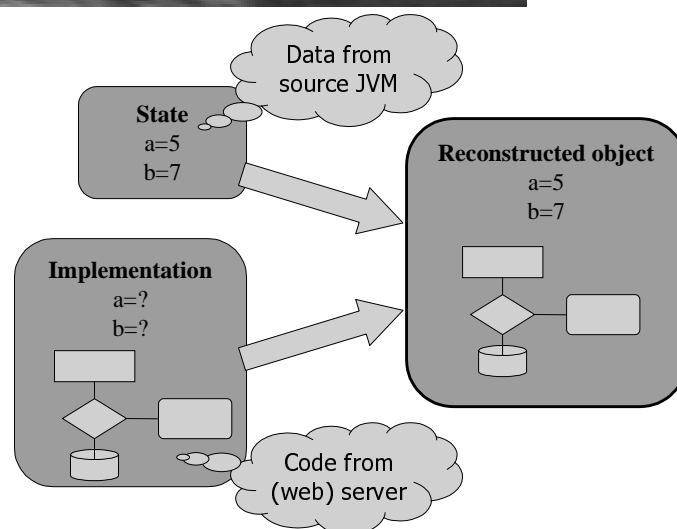 Data from
source JVM
State
a=5
b=7
Reconstructed object
a=5
b=7
Implementation
a=?
b=?
Code from
(web) server